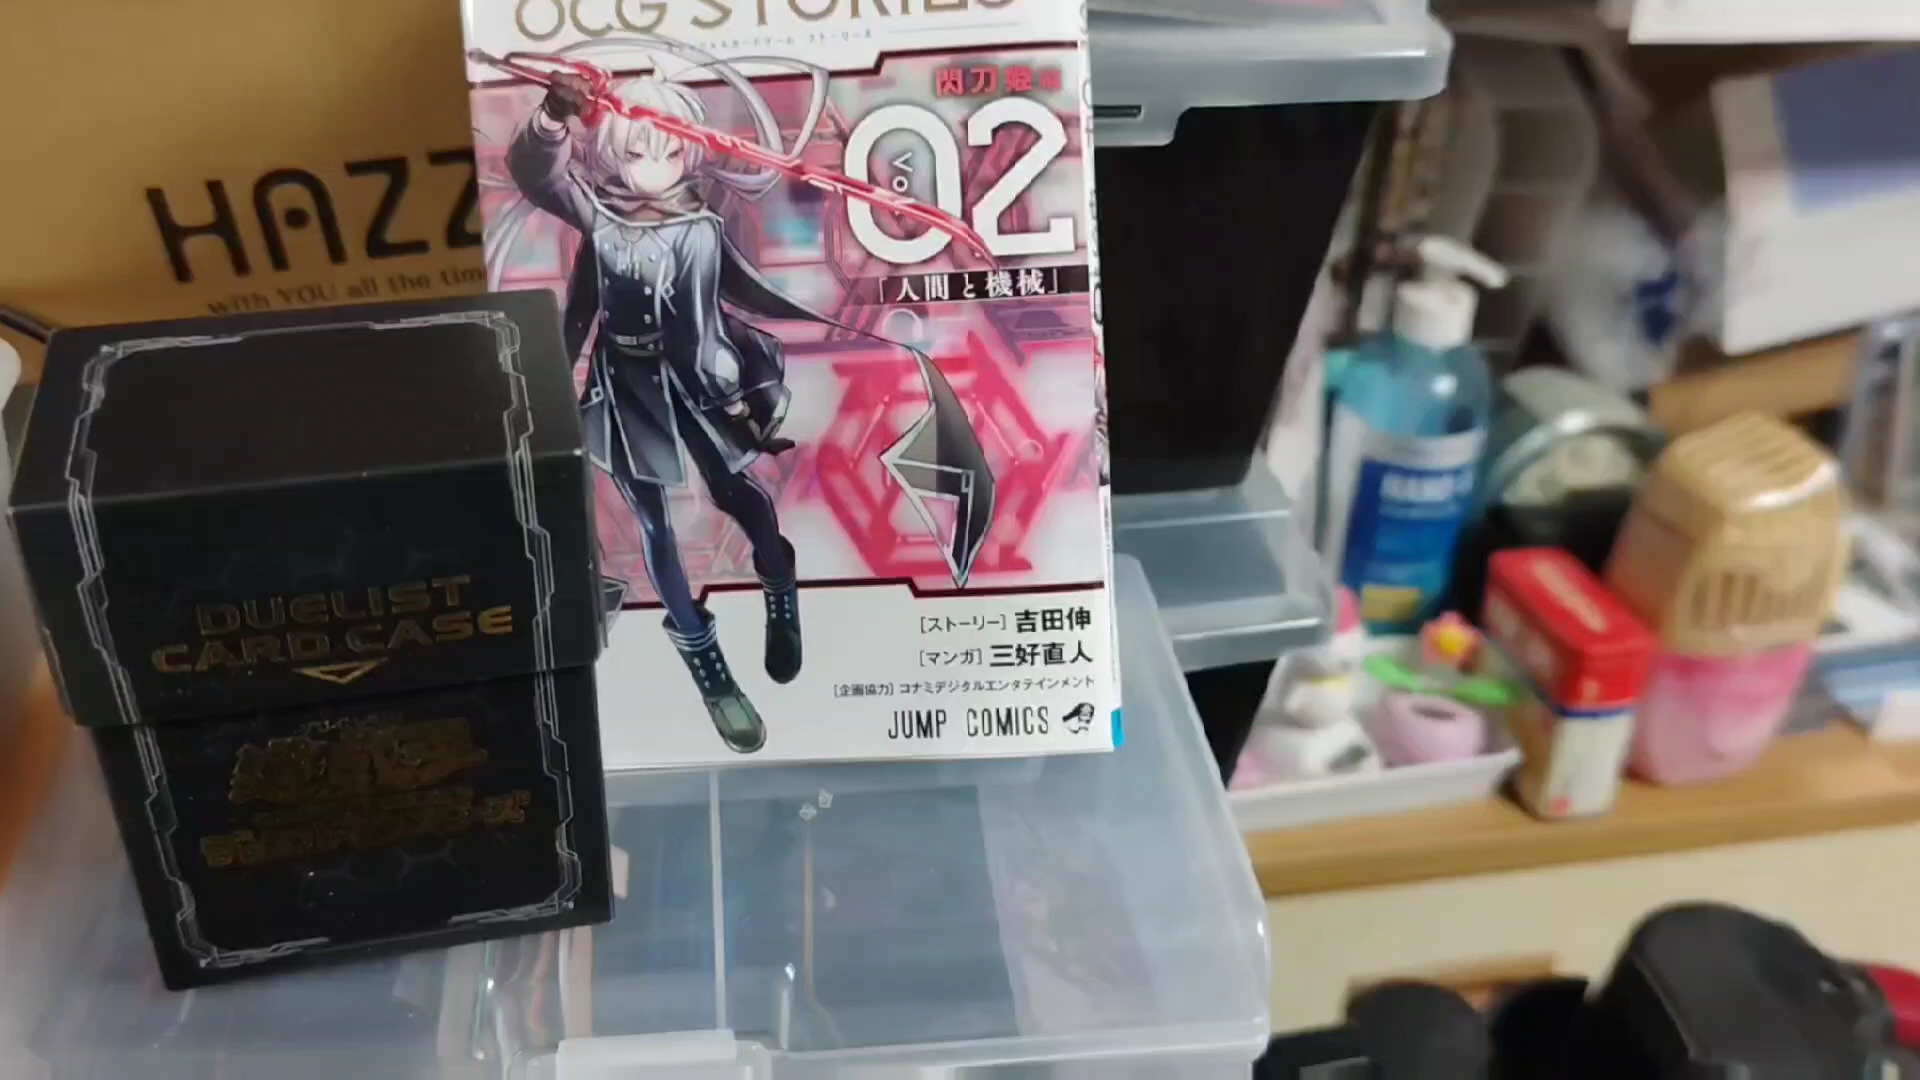 OCG STORIES
閃刀姫編
Vol
02
「人間と機械」
HAZZ
with YOU all the tim
[ストーリー] 吉田伸
[マンガ] 三好直人
[企画協力] コナミデジタルエンタテインメント
JUMP COMICS
DUELIST
CARD CASE